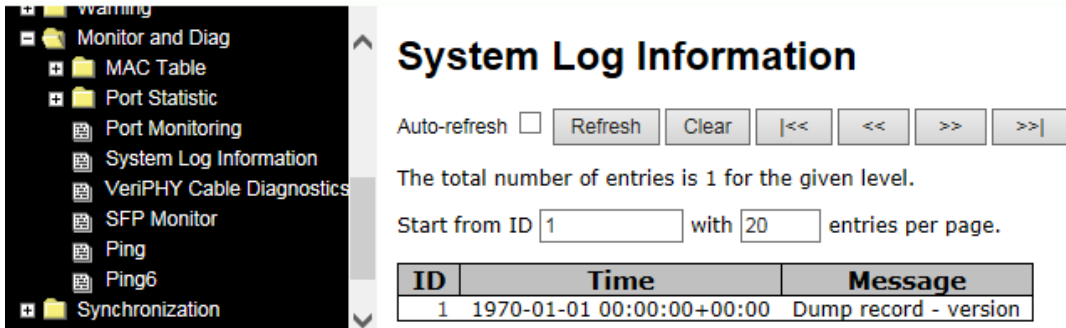 Warning
Monitor and Diag
MAC Table
Port Statistic
Port Monitoring
System Log Information
VeriPHY Cable Diagnostics
SFP Monitor
Ping
Ping6
Synchronization
System Log Information
Auto-refresh Refresh Clear |<< << >> >>|
The total number of entries is 1 for the given level.
Start from ID 1 with 20 entries per page.
ID Time Message
1 1970-01-01 00:00:00+00:00 Dump record - version